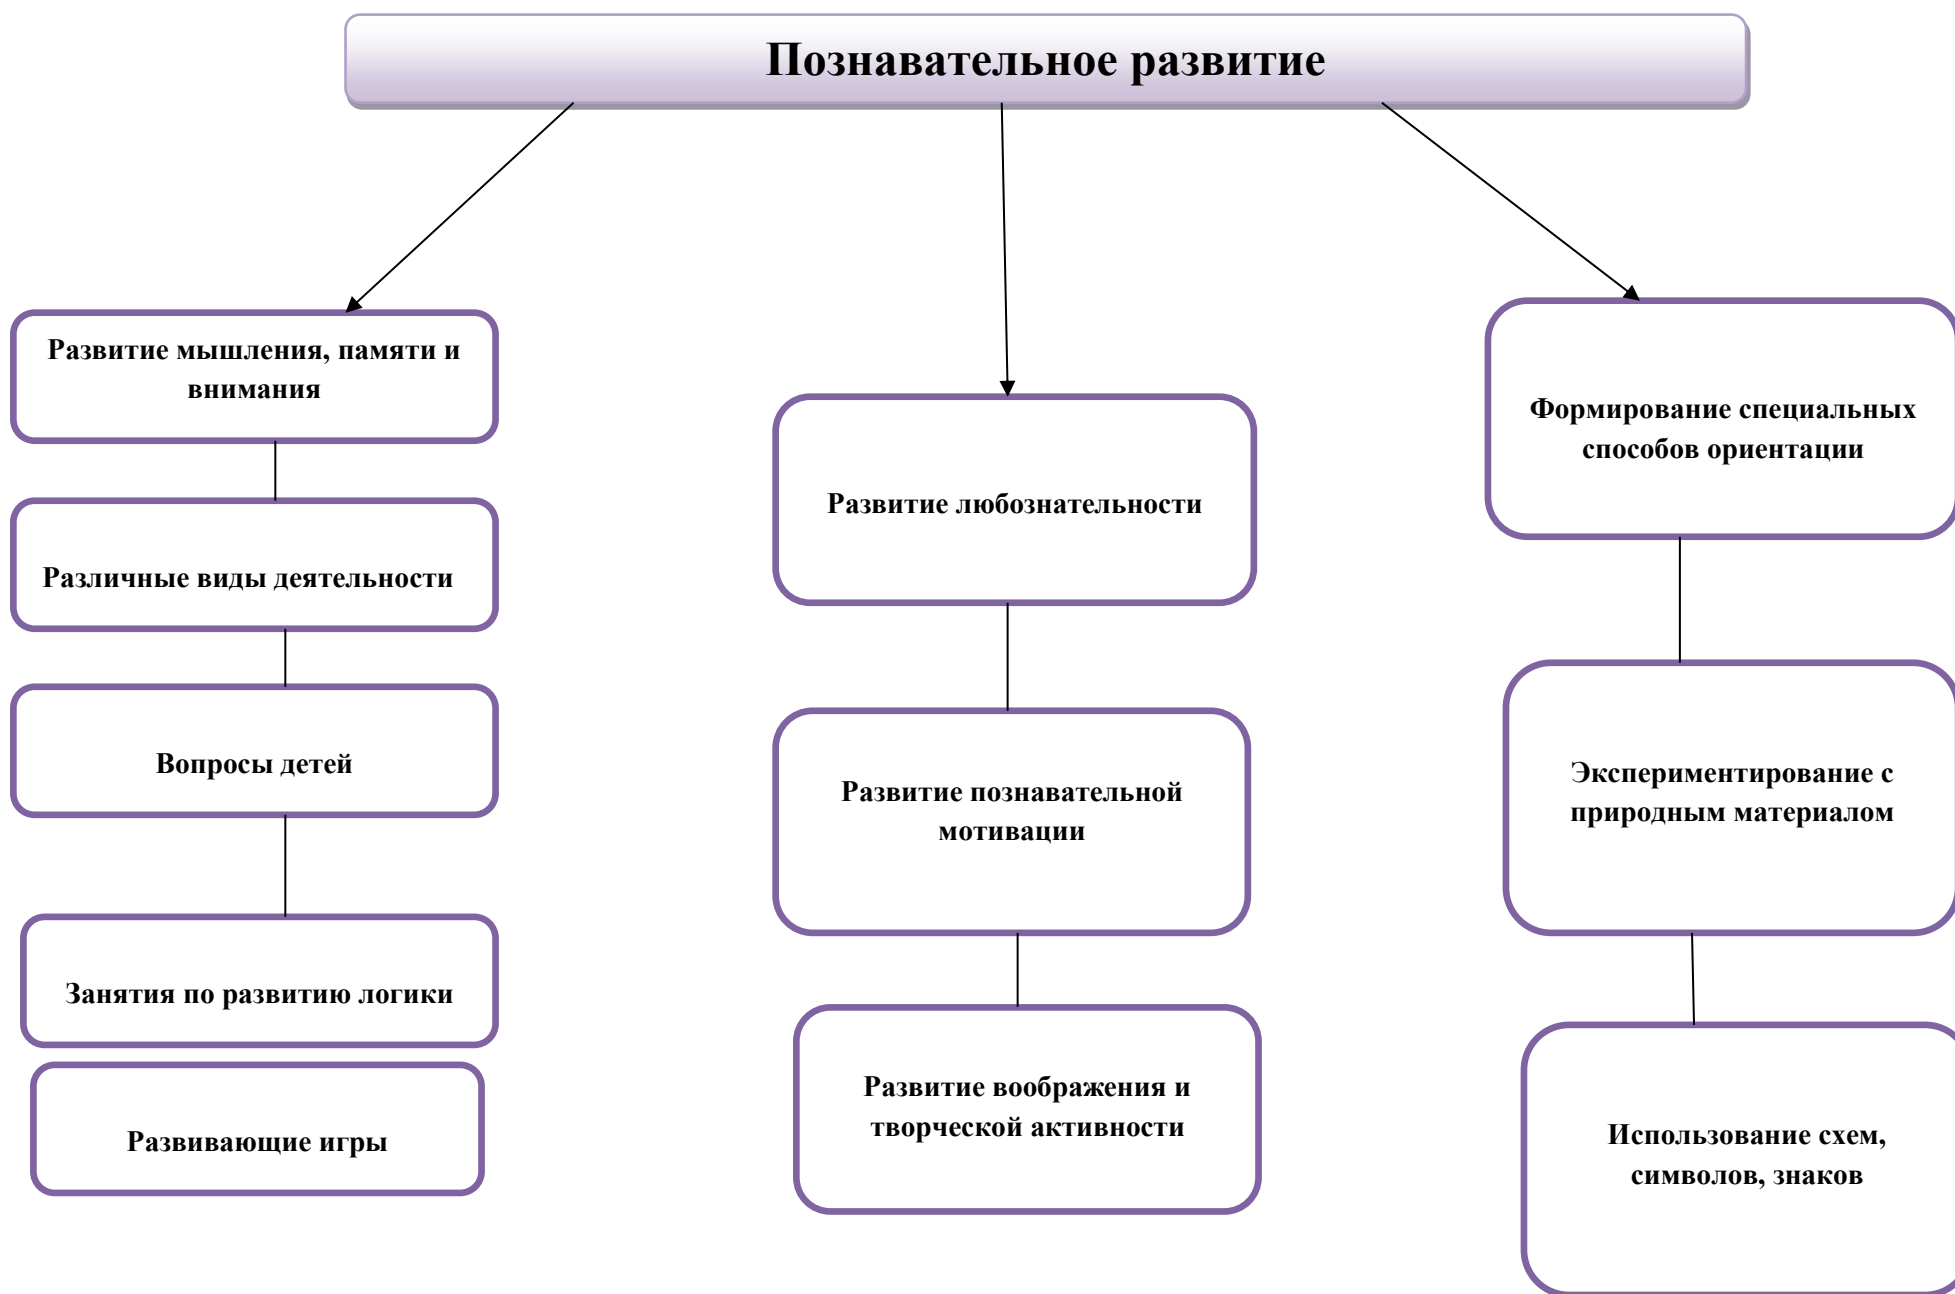 Познавательное развитие
Развитие мышления, памяти и
внимания
Различные виды деятельности
Вопросы детей
Занятия по развитию логики
Развивающие игры
Развитие любознательности
Развитие познавательной
мотивации
Развитие воображения и
творческой активности
Формирование специальных
способов ориентации
Экспериментирование с
природным материалом
Использование схем,
символов, знаков